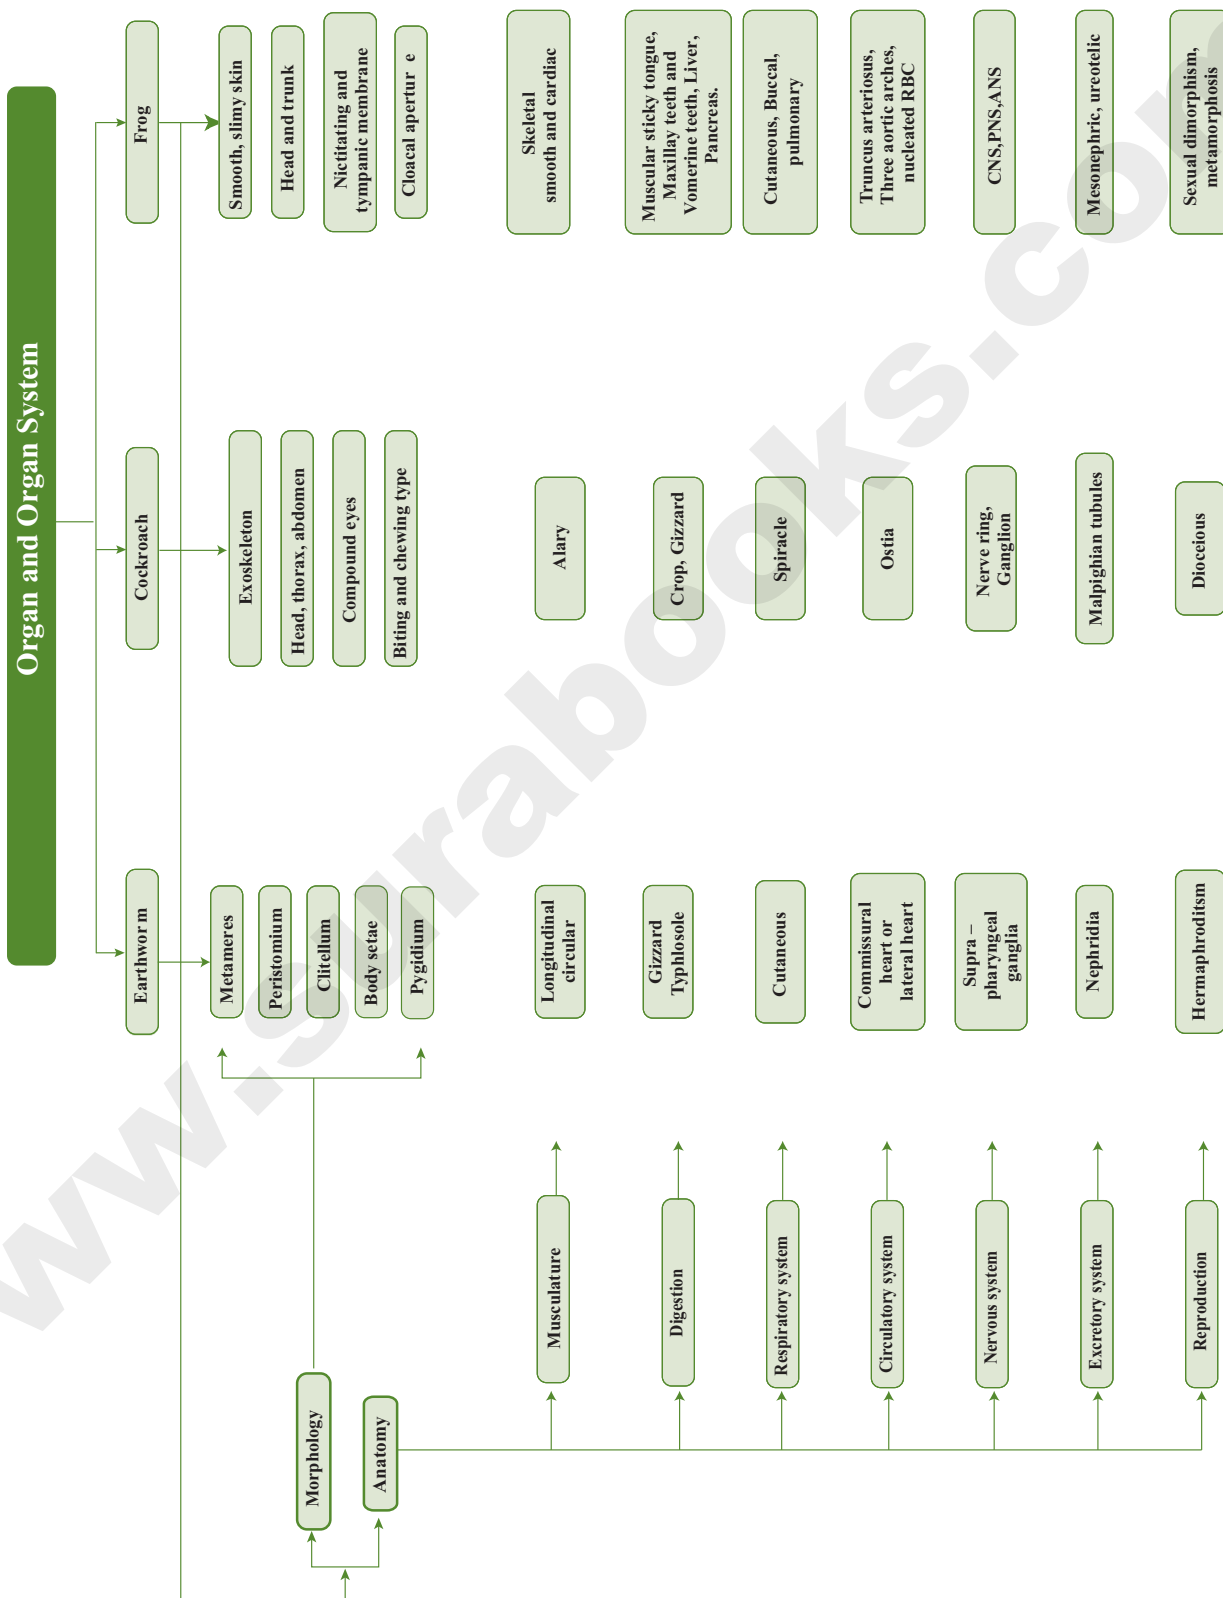 Organ and Organ System
Earthworm
Cockroach
Frog
Metameres
Peristomium
Clitellum
Body setae
Pygidium
Exoskeleton
Head, thorax, abdomen
Compound eyes
Biting and chewing type
Smooth, slimy skin
Head and trunk
Nictitating and
tympanic membrane
Cloacal apertur e
Morphology
Anatomy
Musculature
Longitudinal
circular
Alary
Skeletal
smooth and cardiac
Digestion
Gizzard
Typhlosole
Crop, Gizzard
Muscular sticky tongue,
Maxillay teeth and
Vomerine teeth, Liver,
Pancreas.
Respiratory system
Cutaneous
Spiracle
Cutaneous, Buccal,
pulmonary
Circulatory system
Commissural
heart or
lateral heart
Ostia
Truncus arteriosus,
Three aortic arches,
nucleated RBC
Nervous system
Supra –
pharyngeal
ganglia
Nerve ring,
Ganglion
CNS,PNS,ANS
Excretory system
Nephridia
Malpighian tubules
Mesonephric, ureotelic
Reproduction
Hermaphroditsm
Dioceious
Sexual dimorphism,
metamorphosis
www.surabooks.com